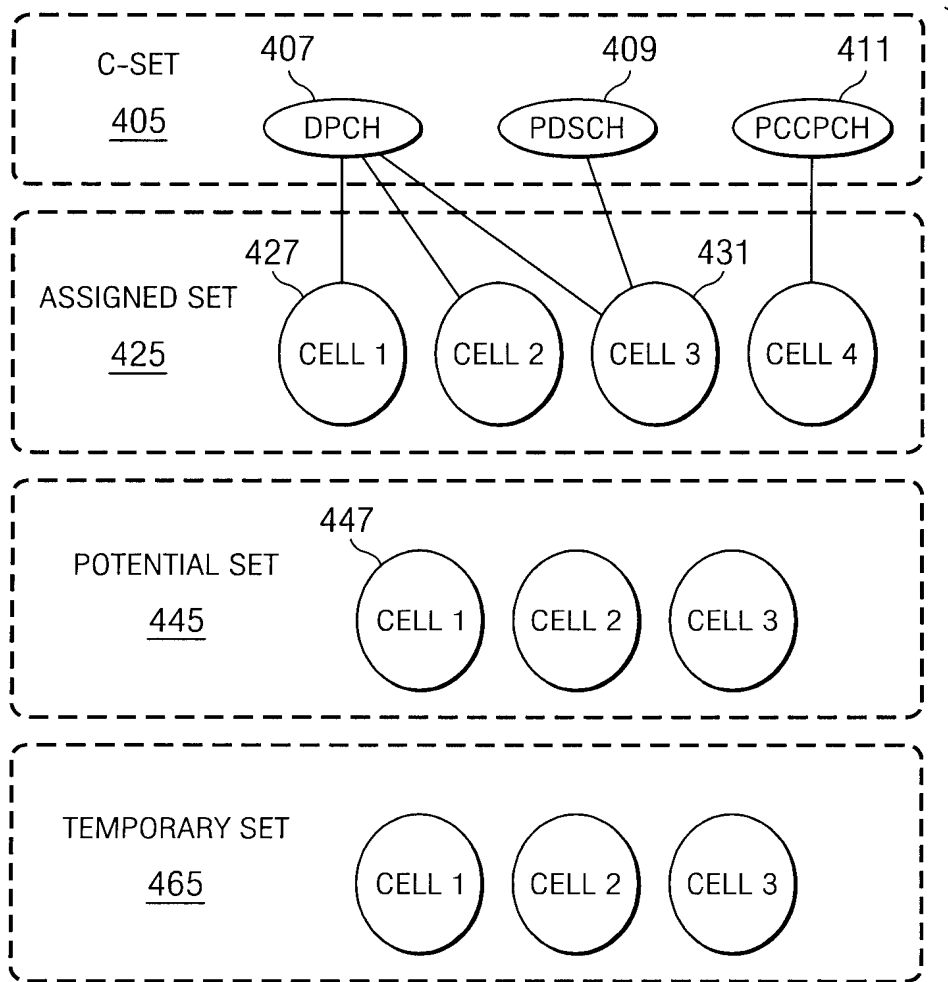 407
409
411
C-SET
405
DPCH
PDSCH
PCCPCH
427
431
ASSIGNED SET
425
CELL 1
CELL 2
CELL 3
CELL 4
447
POTENTIAL SET
445
CELL 1
CELL 2
CELL 3
TEMPORARY SET
465
CELL 1
CELL 2
CELL 3